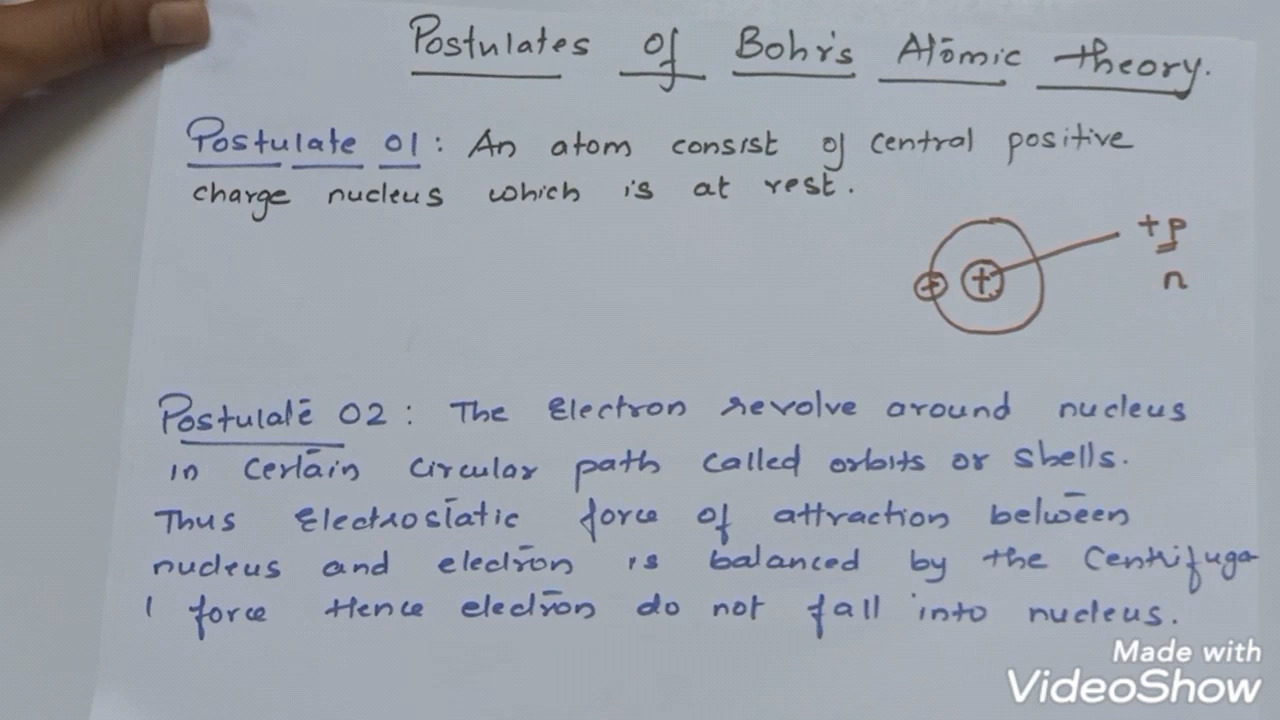 Postulates of Bohr's Atomic theory.
Postulate 01: An atom consist of central positive
charge nucleus which is at rest.
+p
+ +
n
Postulate 02: The Electron revolve around nucleus
in certain circular path called orbits or shells.
Thus Electrostatic force of attraction between
nucleus and electron is balanced by the Centrifuga
l force Hence electron do not fall into nucleus.
Made with
VideoShow